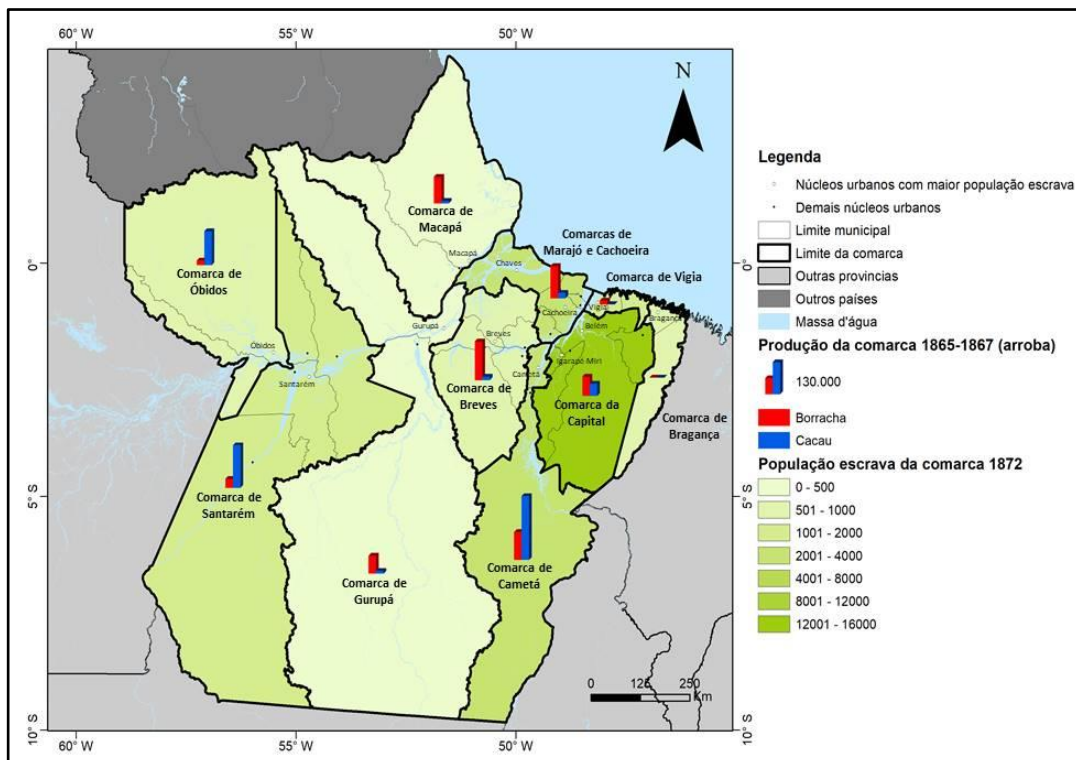 60° W
55° W
50° W
N
0°
5° S
10° S
0°
5° S
10° S
60° W
55° W
50° W
Comarca de
Macapá
Macapá
Comarca de
Óbidos
Óbidos
Comarcas de
Marajó e Cachoeira
Chaves
Cachoeira
Comarca de Vigia
Vigia
Belém
Bragança
Gurupá
Breves
Comarca de
Breves
Igarapé Miri
Cametá
Comarca da
Capital
Comarca de
Bragança
Santarém
Comarca de
Santarém
Comarca de
Gurupá
Comarca de
Cametá
0 125 250
Km
Legenda
Núcleos urbanos com maior população escrava
Demais núcleos urbanos
Limite municipal
Limite da comarca
Outras provincias
Outros países
Massa d'água
Produção da comarca 1865-1867 (arroba)
130.000
Borracha
Cacau
População escrava da comarca 1872
0 - 500
501 - 1000
1001 - 2000
2001 - 4000
4001 - 8000
8001 - 12000
12001 - 16000